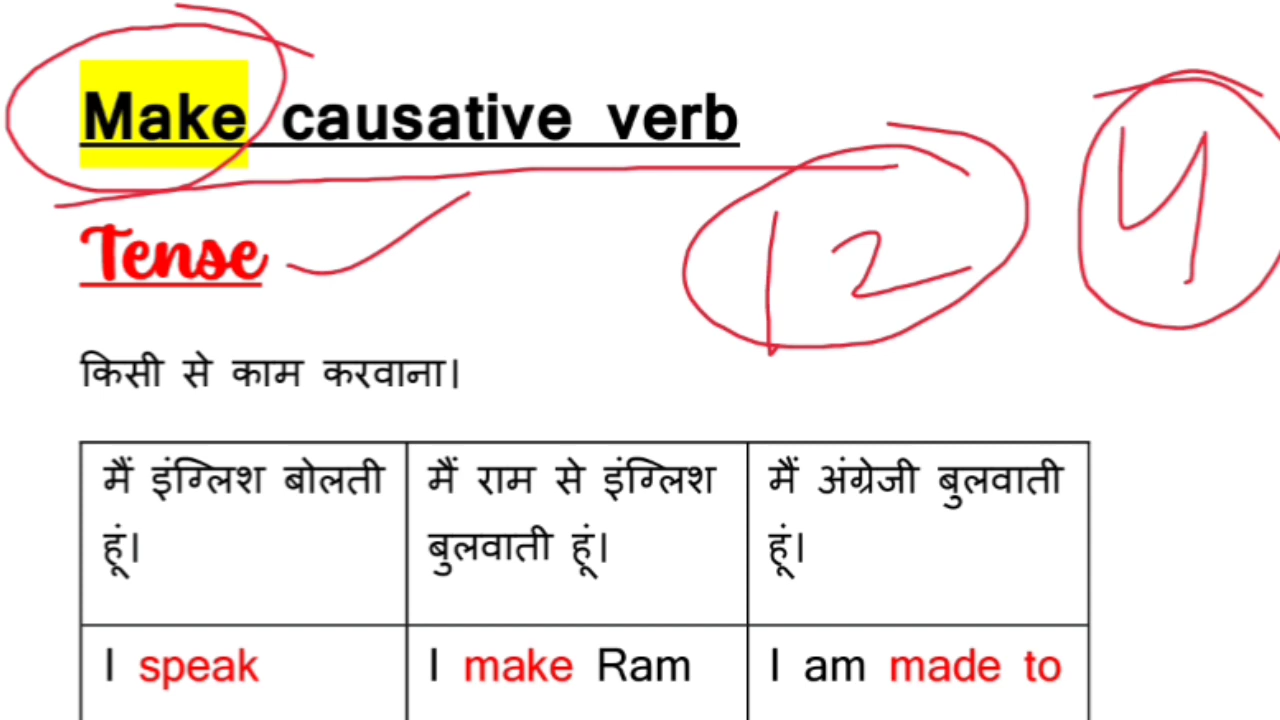 Make causative verb
Tense
12
4
किसी से काम करवाना।
मैं इंग्लिश बोलती हूं।
मैं राम से इंग्लिश बुलवाती हूं।
मैं अंग्रेजी बुलवाती हूं।
I speak
I make Ram
I am made to